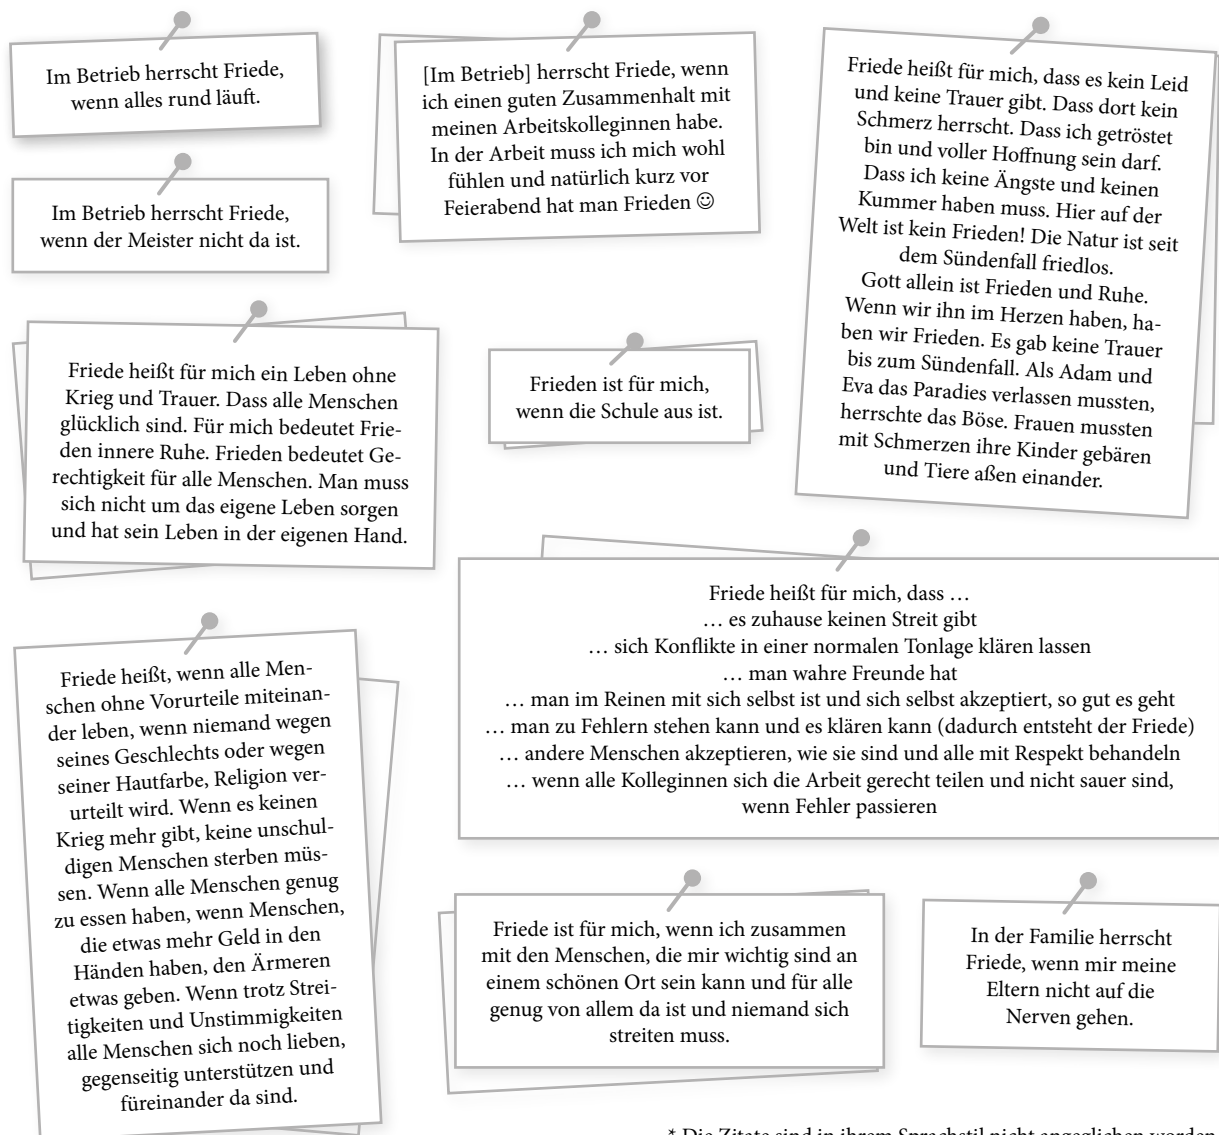 Im Betrieb herrscht Friede,
wenn alles rund läuft.
[Im Betrieb] herrscht Friede, wenn
ich einen guten Zusammenhalt mit
meinen Arbeitskolleginnen habe.
In der Arbeit muss ich mich wohl
fühlen und natürlich kurz vor
Feierabend hat man Frieden ☺
Friede heißt für mich, dass es kein Leid
und keine Trauer gibt. Dass dort kein
Schmerz herrscht. Dass ich getröstet
bin und voller Hoffnung sein darf.
Dass ich keine Ängste und keinen
Kummer haben muss. Hier auf der
Welt ist kein Frieden! Die Natur ist seit
dem Sündenfall friedlos.
Gott allein ist Frieden und Ruhe.
Wenn wir ihn im Herzen haben, ha-
ben wir Frieden. Es gab keine Trauer
bis zum Sündenfall. Als Adam und
Eva das Paradies verlassen mussten,
herrschte das Böse. Frauen mussten
mit Schmerzen ihre Kinder gebären
und Tiere aßen einander.
Im Betrieb herrscht Friede,
wenn der Meister nicht da ist.
Friede heißt für mich ein Leben ohne
Krieg und Trauer. Dass alle Menschen
glücklich sind. Für mich bedeutet Frie-
den innere Ruhe. Frieden bedeutet Ge-
rechtigkeit für alle Menschen. Man muss
sich nicht um das eigene Leben sorgen
und hat sein Leben in der eigenen Hand.
Frieden ist für mich,
wenn die Schule aus ist.
Friede heißt für mich, dass …
… es zuhause keinen Streit gibt
… sich Konflikte in einer normalen Tonlage klären lassen
… man wahre Freunde hat
… man im Reinen mit sich selbst ist und sich selbst akzeptiert, so gut es geht
… man zu Fehlern stehen kann und es klären kann (dadurch entsteht der Friede)
… andere Menschen akzeptieren, wie sie sind und alle mit Respekt behandeln
… wenn alle Kolleginnen sich die Arbeit gerecht teilen und nicht sauer sind,
wenn Fehler passieren
Friede heißt, wenn alle Men-
schen ohne Vorurteile miteinan-
der leben, wenn niemand wegen
seines Geschlechts oder wegen
seiner Hautfarbe, Religion ver-
urteilt wird. Wenn es keinen
Krieg mehr gibt, keine unschul-
digen Menschen sterben müs-
sen. Wenn alle Menschen genug
zu essen haben, wenn Menschen,
die etwas mehr Geld in den
Händen haben, den Ärmeren
etwas geben. Wenn trotz Strei-
tigkeiten und Unstimmigkeiten
alle Menschen sich noch lieben,
gegenseitig unterstützen und
füreinander da sind.
Friede ist für mich, wenn ich zusammen
mit den Menschen, die mir wichtig sind an
einem schönen Ort sein kann und für alle
genug von allem da ist und niemand sich
streiten muss.
In der Familie herrscht
Friede, wenn mir meine
Eltern nicht auf die
Nerven gehen.
* Die Zitate sind in ihrem Sprachstil nicht angeglichen worden